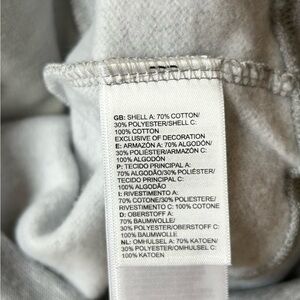 GB: SHELL A: 70% COTTON/
30% POLYESTER/SHELL C:
100% COTTON
EXCLUSIVE OF DECORATION
E: ARMAZÓN A: 70% ALGODÓN/
30% POLIÉSTER/ARMAZÓN C:
100% ALGODÓN
P: TECIDO PRINCIPAL A:
70% ALGODÃO/30% POLIÉSTER/
TECIDO PRINCIPAL C:
100% ALGODÃO
I: RIVESTIMENTO A:
70% COTONE/30% POLIESTERE/
RIVESTIMENTO C: 100% COTONE
D: OBERSTOFF A:
70% BAUMWOLLE/
30% POLYESTER/OBERSTOFF C:
100% BAUMWOLLE
NL: OMHULSEL A: 70% KATOEN/
30% POLYESTER/OMHULSEL C:
100% KATOEN